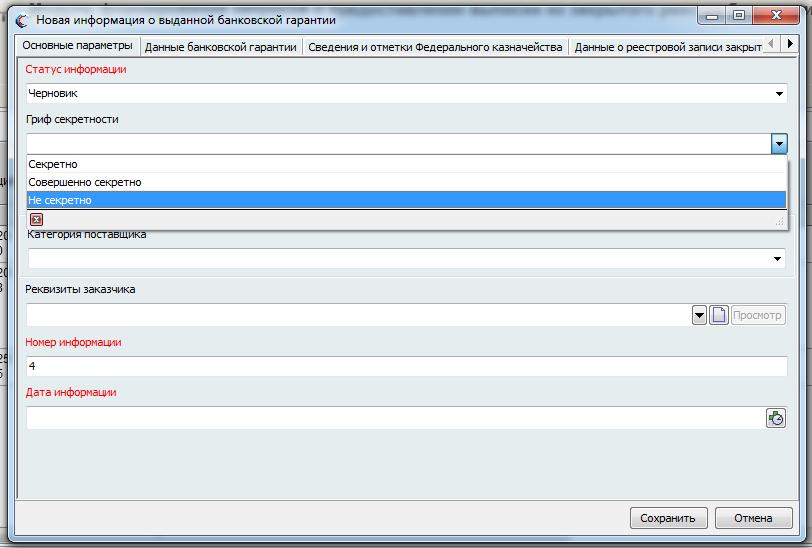 Новая информация о выданной банковской гарантии
Основные параметры Данные банковской гарантии Сведения и отметки Федерального казначейства Данные о реестровой записи закрыт
Статус информации
Черновик
Гриф секретности
Секретно
Совершенно секретно
Не секретно
Категория поставщика
Реквизиты заказчика
Просмотр
Номер информации
4
Дата информации
Сохранить Отмена